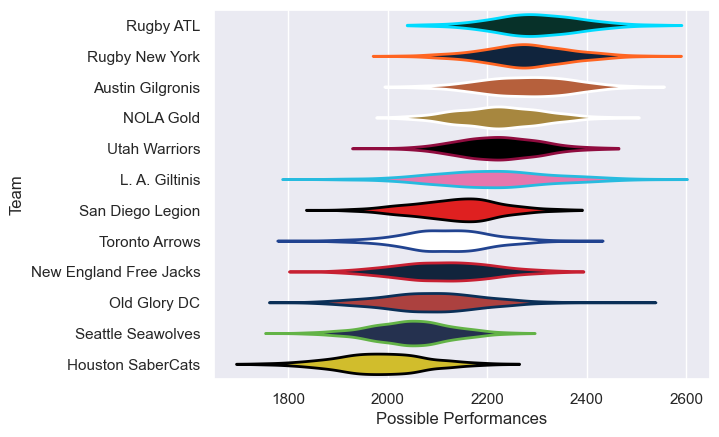 Team
Rugby ATL
Rugby New York
Austin Gilgronis
NOLA Gold
Utah Warriors
L. A. Giltinis
San Diego Legion
Toronto Arrows
New England Free Jacks
Old Glory DC
Seattle Seawolves
Houston SaberCats
1800 2000 2200 2400 2600
Possible Performances